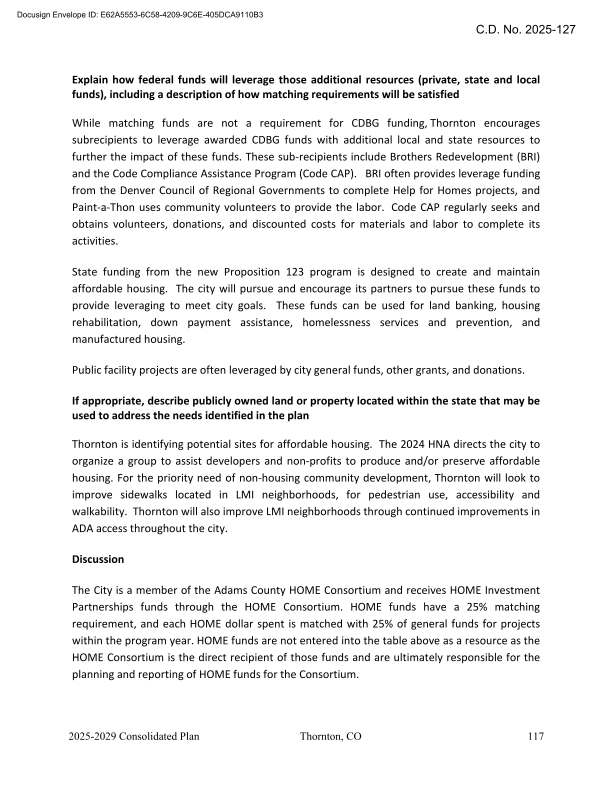 Docusign Envelope ID: E62A5553-6C58-4209-9C6E-405DCA9110B3
C.D. No. 2025-127
Explain how federal funds will leverage those additional resources (private, state and local
funds), including a description of how matching requirements will be satisfied
While matching funds are not a requirement for CDBG funding, Thornton encourages
subrecipients to leverage awarded CDBG funds with additional local and state resources to
further the impact of these funds. These sub-recipients include Brothers Redevelopment (BRI)
and the Code Compliance Assistance Program (Code CAP). BRI often provides leverage funding
from the Denver Council of Regional Governments to complete Help for Homes projects, and
Paint-a-Thon uses community volunteers to provide the labor. Code CAP regularly seeks and
obtains volunteers, donations, and discounted costs for materials and labor to complete its
activities.
State funding from the new Proposition 123 program is designed to create and maintain
affordable housing. The city will pursue and encourage its partners to pursue these funds to
provide leveraging to meet city goals. These funds can be used for land banking, housing
rehabilitation, down payment assistance, homelessness services and prevention, and
manufactured housing.
Public facility projects are often leveraged by city general funds, other grants, and donations.
If appropriate, describe publicly owned land or property located within the state that may be
used to address the needs identified in the plan
Thornton is identifying potential sites for affordable housing. The 2024 HNA directs the city to
organize a group to assist developers and non-profits to produce and/or preserve affordable
housing. For the priority need of non-housing community development, Thornton will look to
improve sidewalks located in LMI neighborhoods, for pedestrian use, accessibility and
walkability. Thornton will also improve LMI neighborhoods through continued improvements in
ADA access throughout the city.
Discussion
The City is a member of the Adams County HOME Consortium and receives HOME Investment
Partnerships funds through the HOME Consortium. HOME funds have a 25% matching
requirement, and each HOME dollar spent is matched with 25% of general funds for projects
within the program year. HOME funds are not entered into the table above as a resource as the
HOME Consortium is the direct recipient of those funds and are ultimately responsible for the
planning and reporting of HOME funds for the Consortium.
2025-2029 Consolidated Plan Thornton, CO 117